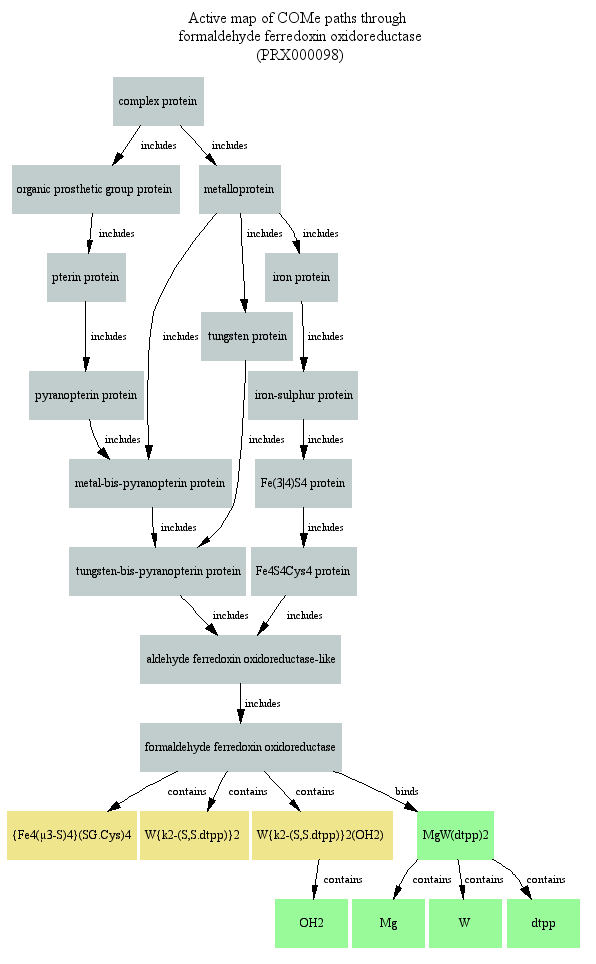 Active map of COMe paths through
formaldehyde ferredoxin oxidoreductase
(PRX000098)
complex protein
includes
includes
organic prosthetic group protein
metalloprotein
includes
includes
includes
pterin protein
iron protein
tungsten protein
includes
includes
includes
pyranopterin protein
iron-sulphur protein
includes
includes
includes
metal-bis-pyranopterin protein
Fe(3|4)S4 protein
includes
includes
tungsten-bis-pyranopterin protein
Fe4S4Cys4 protein
includes
includes
aldehyde ferredoxin oxidoreductase-like
includes
formaldehyde ferredoxin oxidoreductase
contains
contains
contains
binds
{Fe4(μ3-S)4}(SG.Cys)4
W{k2-(S,S.dtpp)}2
W{k2-(S,S.dtpp)}2(OH2)
MgW(dtpp)2
contains
contains
contains
contains
OH2
Mg
W
dtpp